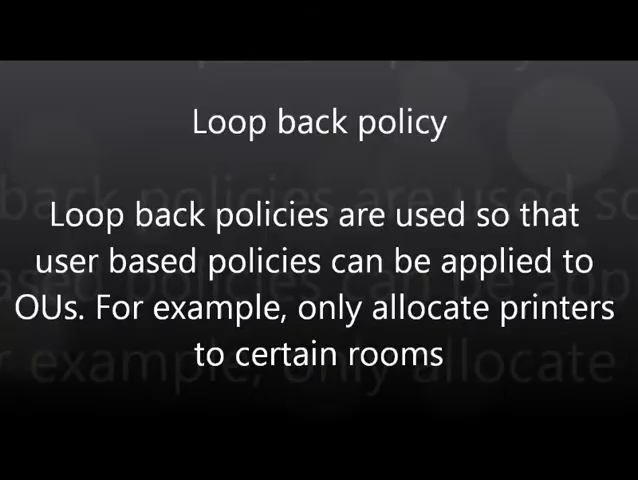 Loop back policy
Loop back policies are used so that
user based policies can be applied to
OUs. For example, only allocate printers
to certain rooms